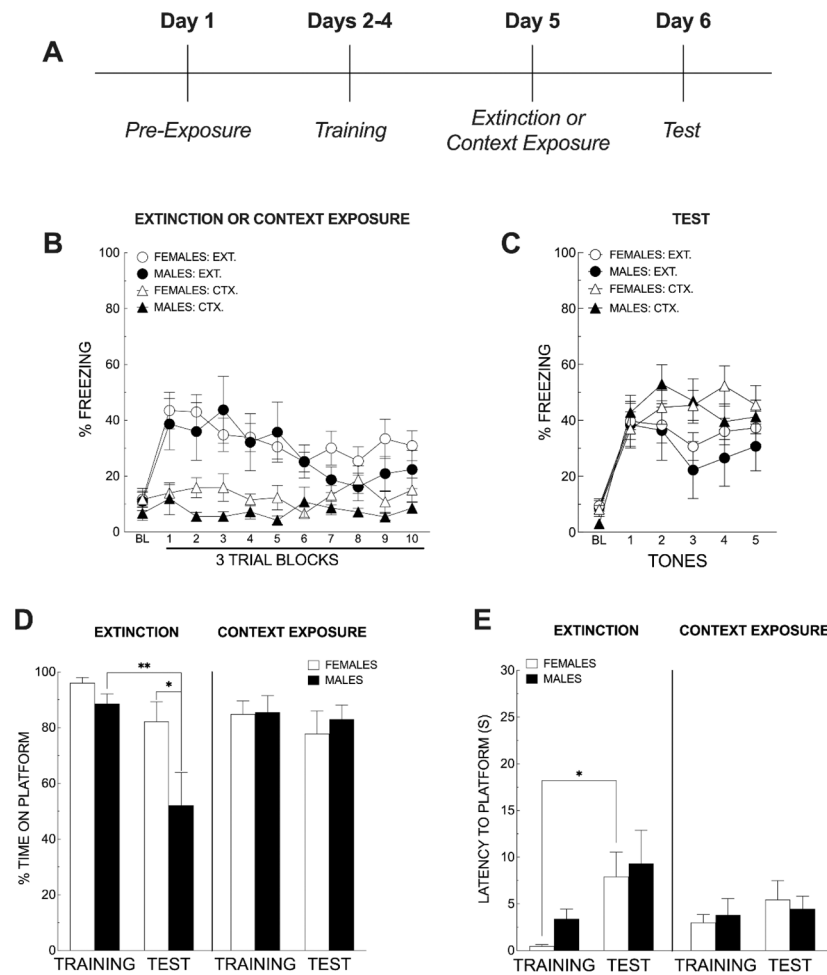 Day 1 Days 2-4 Day 5 Day 6
A
Pre-Exposure Training Extinction or Context Exposure Test
EXTINCTION OR CONTEXT EXPOSURE
B
FEMALES: EXT.
MALES: EXT.
FEMALES: CTX.
MALES: CTX.
% FREEZING
100
80
60
40
20
0
BL 1 2 3 4 5 6 7 8 9 10
3 TRIAL BLOCKS
TEST
C
FEMALES: EXT.
MALES: EXT.
FEMALES: CTX.
MALES: CTX.
% FREEZING
100
80
60
40
20
0
BL 1 2 3 4 5
TONES
D
EXTINCTION CONTEXT EXPOSURE
FEMALES
MALES
**
*
% TIME ON PLATFORM
100
80
60
40
20
0
TRAINING TEST TRAINING TEST
E
EXTINCTION CONTEXT EXPOSURE
FEMALES
MALES
*
LATENCY TO PLATFORM (S)
30
25
20
15
10
5
0
TRAINING TEST TRAINING TEST